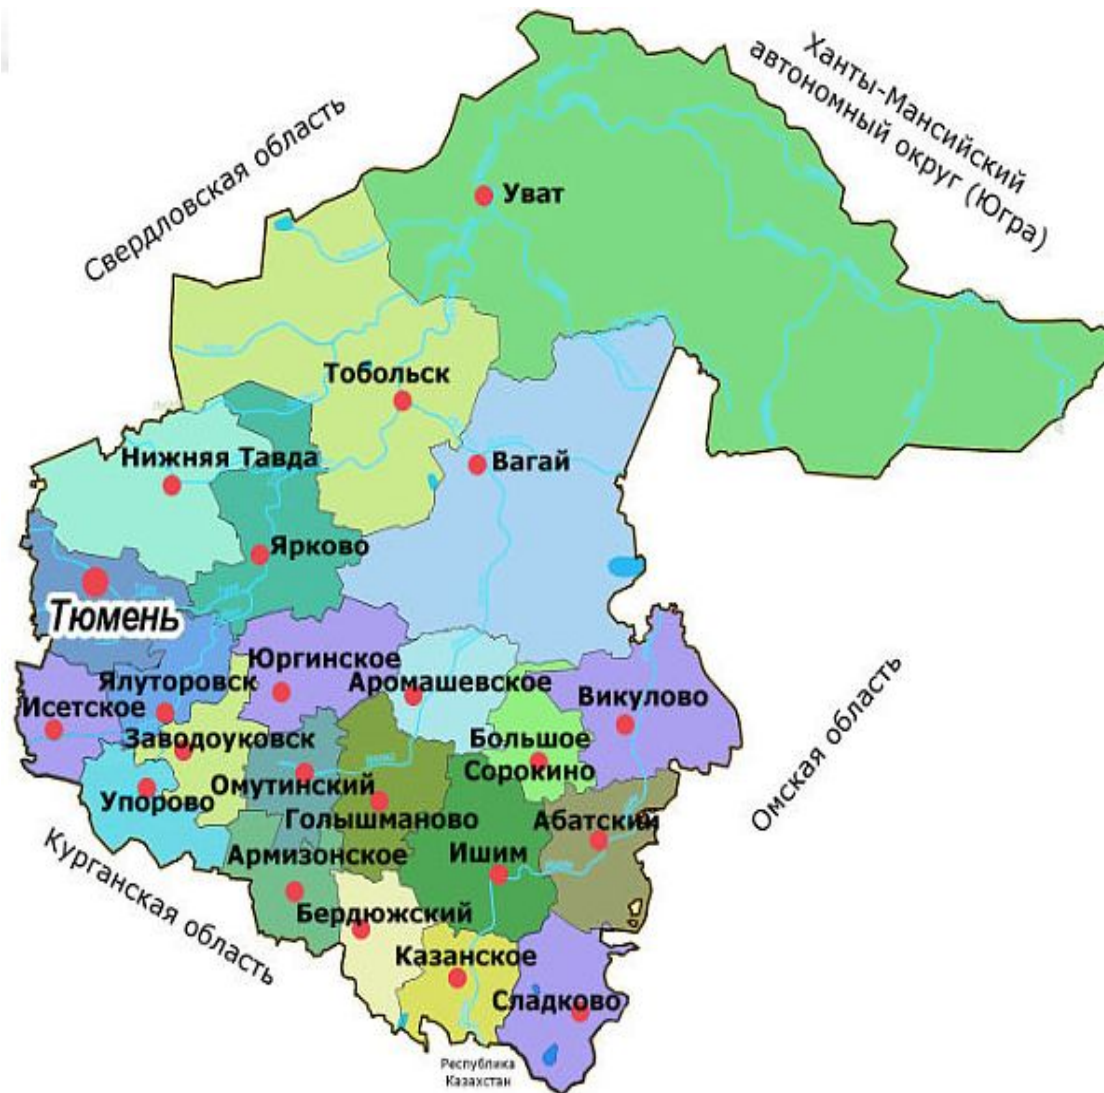 Ханты-Мансийский
автономный округ (Югра)
Свердловская область
Уват
Тобольск
Нижняя Тавда
Вагай
Ярково
Тюмень
Юргинское
Ялуторовск
Аромашевское
Исетское
Викулово
Заводоуковск
Большое
Сорокино
Омутинский
Упорово
Голышманово
Абатский
Армизонское
Ишим
Омская область
Курганская область
Бердюжский
Казанское
Сладково
Республика
Казахстан